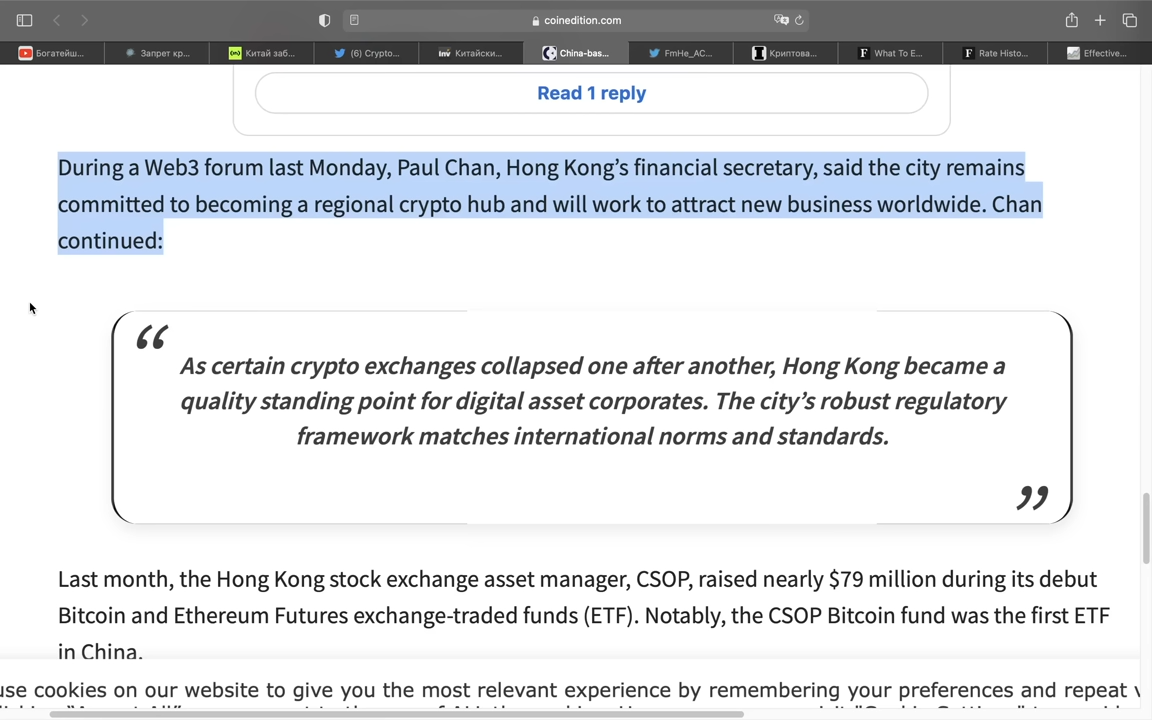 coinedition.com
Богатейш...
Запрет кр...
Китай заб...
(6) Crypto...
Китайски...
China-bas...
FmHe_AC...
Криптова...
What To E...
Rate Histo...
Effective...
Read 1 reply
During a Web3 forum last Monday, Paul Chan, Hong Kong’s financial secretary, said the city remains
committed to becoming a regional crypto hub and will work to attract new business worldwide. Chan
continued:
“
As certain crypto exchanges collapsed one after another, Hong Kong became a
quality standing point for digital asset corporates. The city’s robust regulatory
framework matches international norms and standards.
”
Last month, the Hong Kong stock exchange asset manager, CSOP, raised nearly $79 million during its debut
Bitcoin and Ethereum Futures exchange-traded funds (ETF). Notably, the CSOP Bitcoin fund was the first ETF
in China.
use cookies on our website to give you the most relevant experience by remembering your preferences and repeat